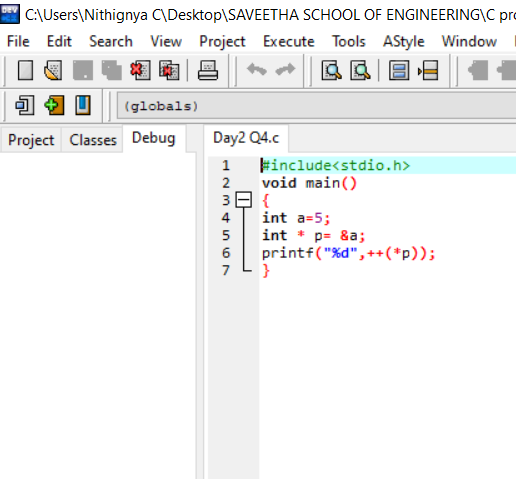 DEV
C:\Users\Nithignya C\Desktop\SAVEETHA SCHOOL OF ENGINEERING\C pro
File Edit Search View Project Execute Tools AStyle Window
(globals)
Project Classes Debug
Day2 Q4.c
1 #include<stdio.h>
2 void main()
3 {
4 int a=5;
5 int * p= &a;
6 printf("%d",++(*p));
7 }